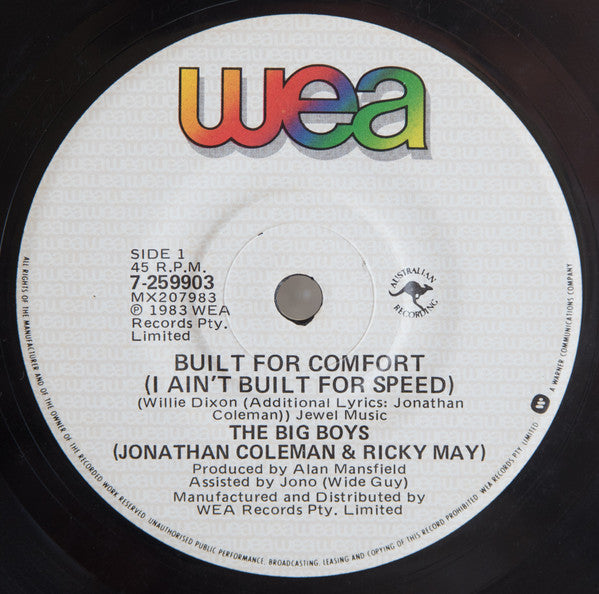 wea
SIDE 1
45 R.P.M.
7-259903
MX207983
℗ 1983 WEA
Records Pty.
Limited
AUSTRALIAN
RECORDING
BUILT FOR COMFORT
(I AIN'T BUILT FOR SPEED)
(Willie Dixon (Additional Lyrics: Jonathan
Coleman)) Jewel Music
THE BIG BOYS
(JONATHAN COLEMAN & RICKY MAY)
Produced by Alan Mansfield
Assisted by Jono (Wide Guy)
Manufactured and Distributed by
WEA Records Pty. Limited
ALL RIGHTS OF THE MANUFACTURER AND OF THE OWNER OF THE RECORDED WORK RESERVED. UNAUTHORISED PUBLIC PERFORMANCE, BROADCASTING, LEASING AND COPYING OF THIS RECORD PROHIBITED. WEA RECORDS PTY. LIMITED
A WARNER COMMUNICATIONS COMPANY